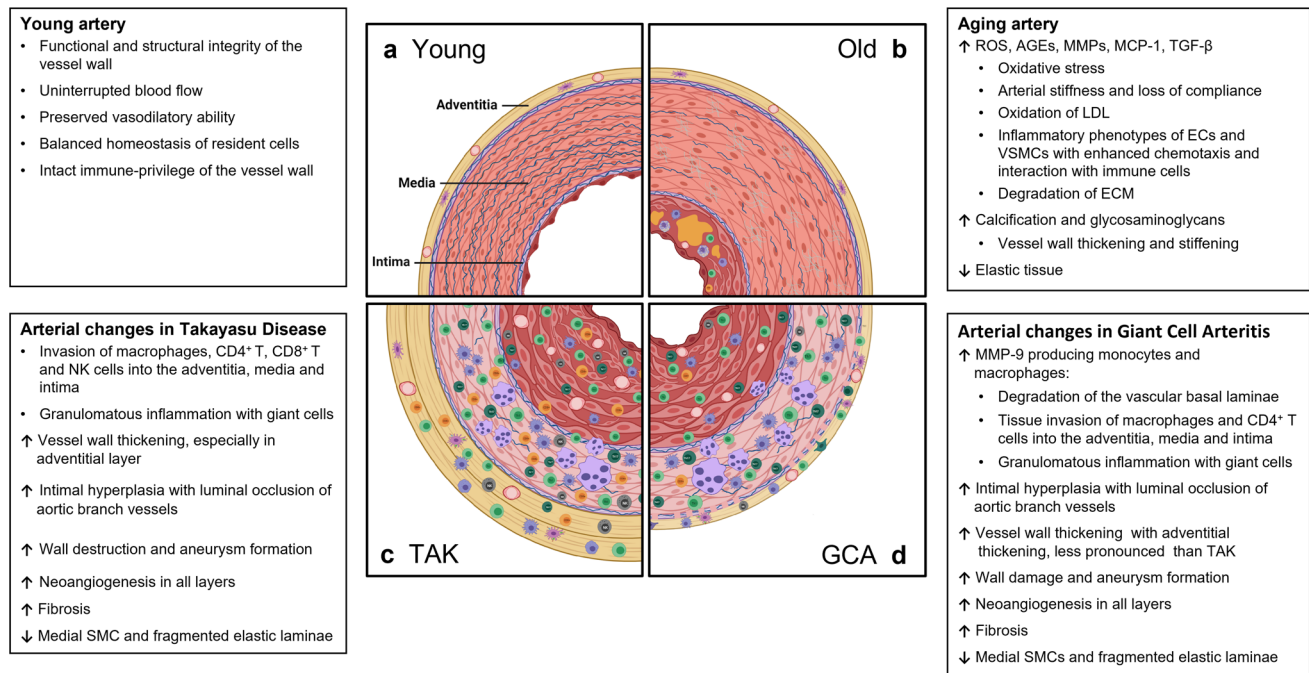 Young artery
• Functional and structural integrity of the
vessel wall
• Uninterrupted blood flow
• Preserved vasodilatory ability
• Balanced homeostasis of resident cells
• Intact immune-privilege of the vessel wall
a Young
Old b
Adventitia
Media
Intima
c TAK
GCA d
Aging artery
↑ ROS, AGEs, MMPs, MCP-1, TGF-β
• Oxidative stress
• Arterial stiffness and loss of compliance
• Oxidation of LDL
• Inflammatory phenotypes of ECs and
VSMCs with enhanced chemotaxis and
interaction with immune cells
• Degradation of ECM
↑ Calcification and glycosaminoglycans
• Vessel wall thickening and stiffening
↓ Elastic tissue
Arterial changes in Takayasu Disease
• Invasion of macrophages, CD4⁺ T, CD8⁺ T
and NK cells into the adventitia, media and
intima
• Granulomatous inflammation with giant cells
↑ Vessel wall thickening, especially in
adventitial layer
↑ Intimal hyperplasia with luminal occlusion of
aortic branch vessels
↑ Wall destruction and aneurysm formation
↑ Neoangiogenesis in all layers
↑ Fibrosis
↓ Medial SMC and fragmented elastic laminae
Arterial changes in Giant Cell Arteritis
↑ MMP-9 producing monocytes and
macrophages:
• Degradation of the vascular basal laminae
• Tissue invasion of macrophages and CD4⁺ T
cells into the adventitia, media and intima
• Granulomatous inflammation with giant cells
↑ Intimal hyperplasia with luminal occlusion of
aortic branch vessels
↑ Vessel wall thickening with adventitial
thickening, less pronounced than TAK
↑ Wall damage and aneurysm formation
↑ Neoangiogenesis in all layers
↑ Fibrosis
↓ Medial SMCs and fragmented elastic laminae